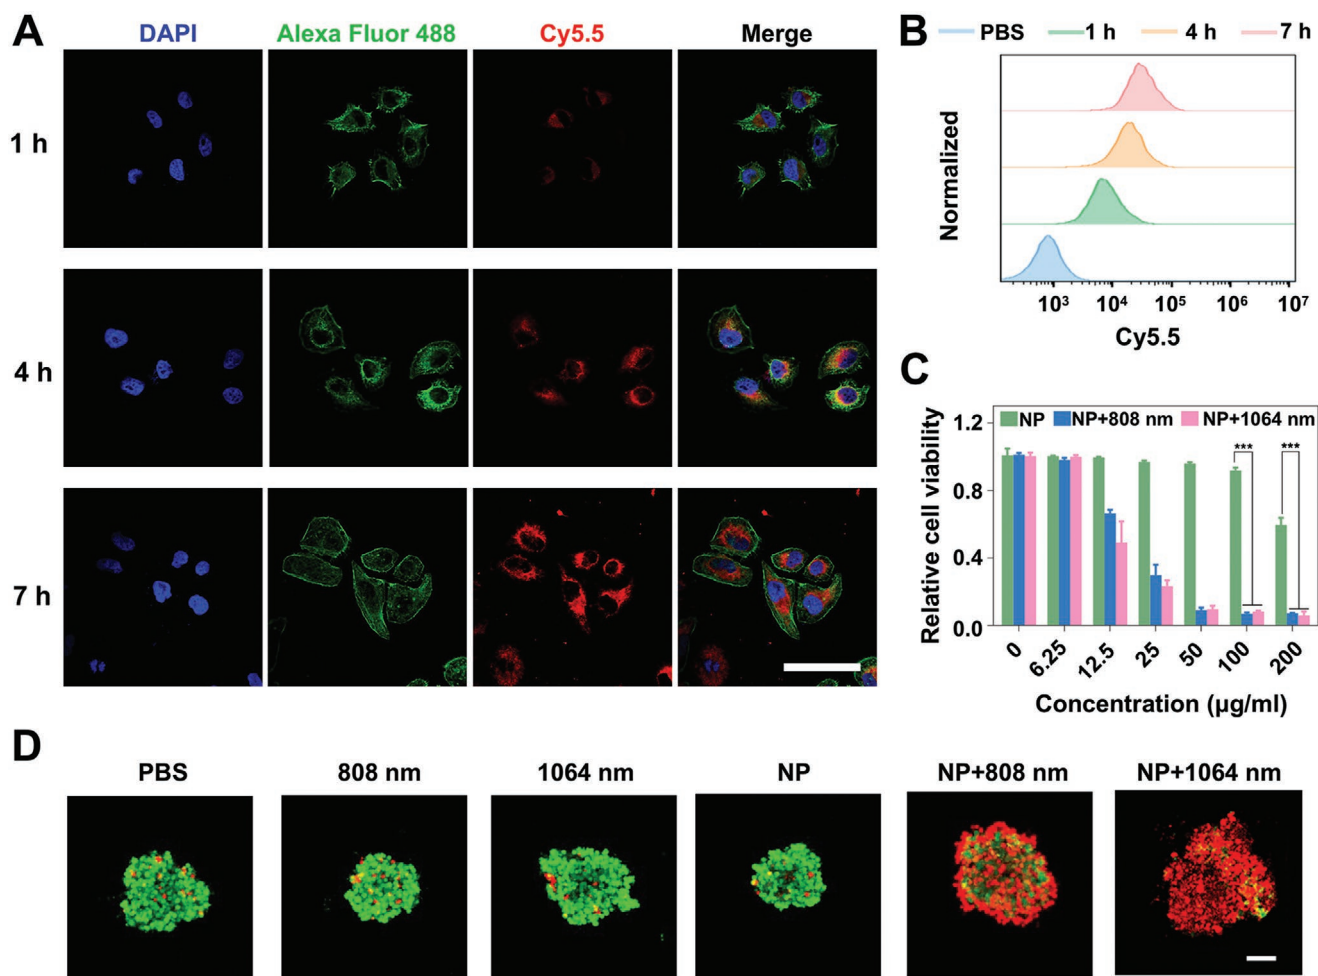 A
DAPI Alexa Fluor 488 Cy5.5 Merge
1 h
4 h
7 h
B
PBS 1 h 4 h 7 h
Normalized
10³ 10⁴ 10⁵ 10⁶ 10⁷
Cy5.5
C
NP NP+808 nm NP+1064 nm
*** ***
Relative cell viability
1.2
0.8
0.4
0.0
0 6.25 12.5 25 50 100 200
Concentration (μg/ml)
D
PBS 808 nm 1064 nm NP NP+808 nm NP+1064 nm